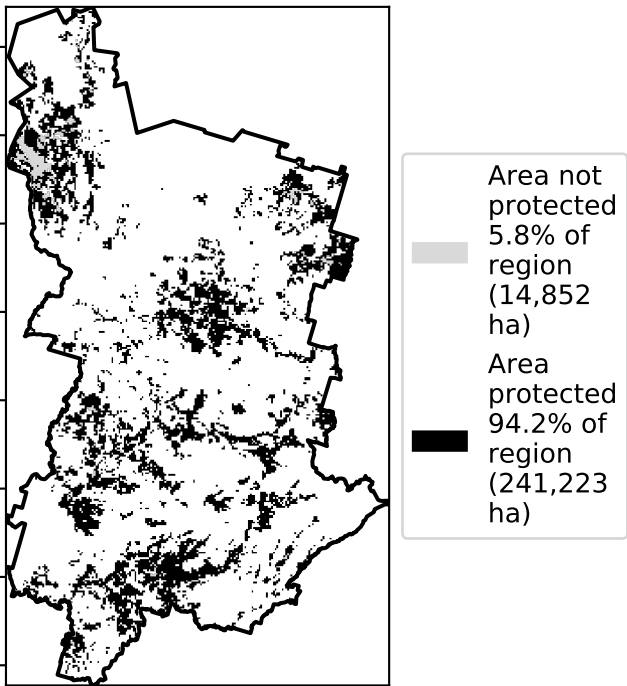 Area not
protected
5.8% of
region
(14,852
ha)
Area
protected
94.2% of
region
(241,223
ha)